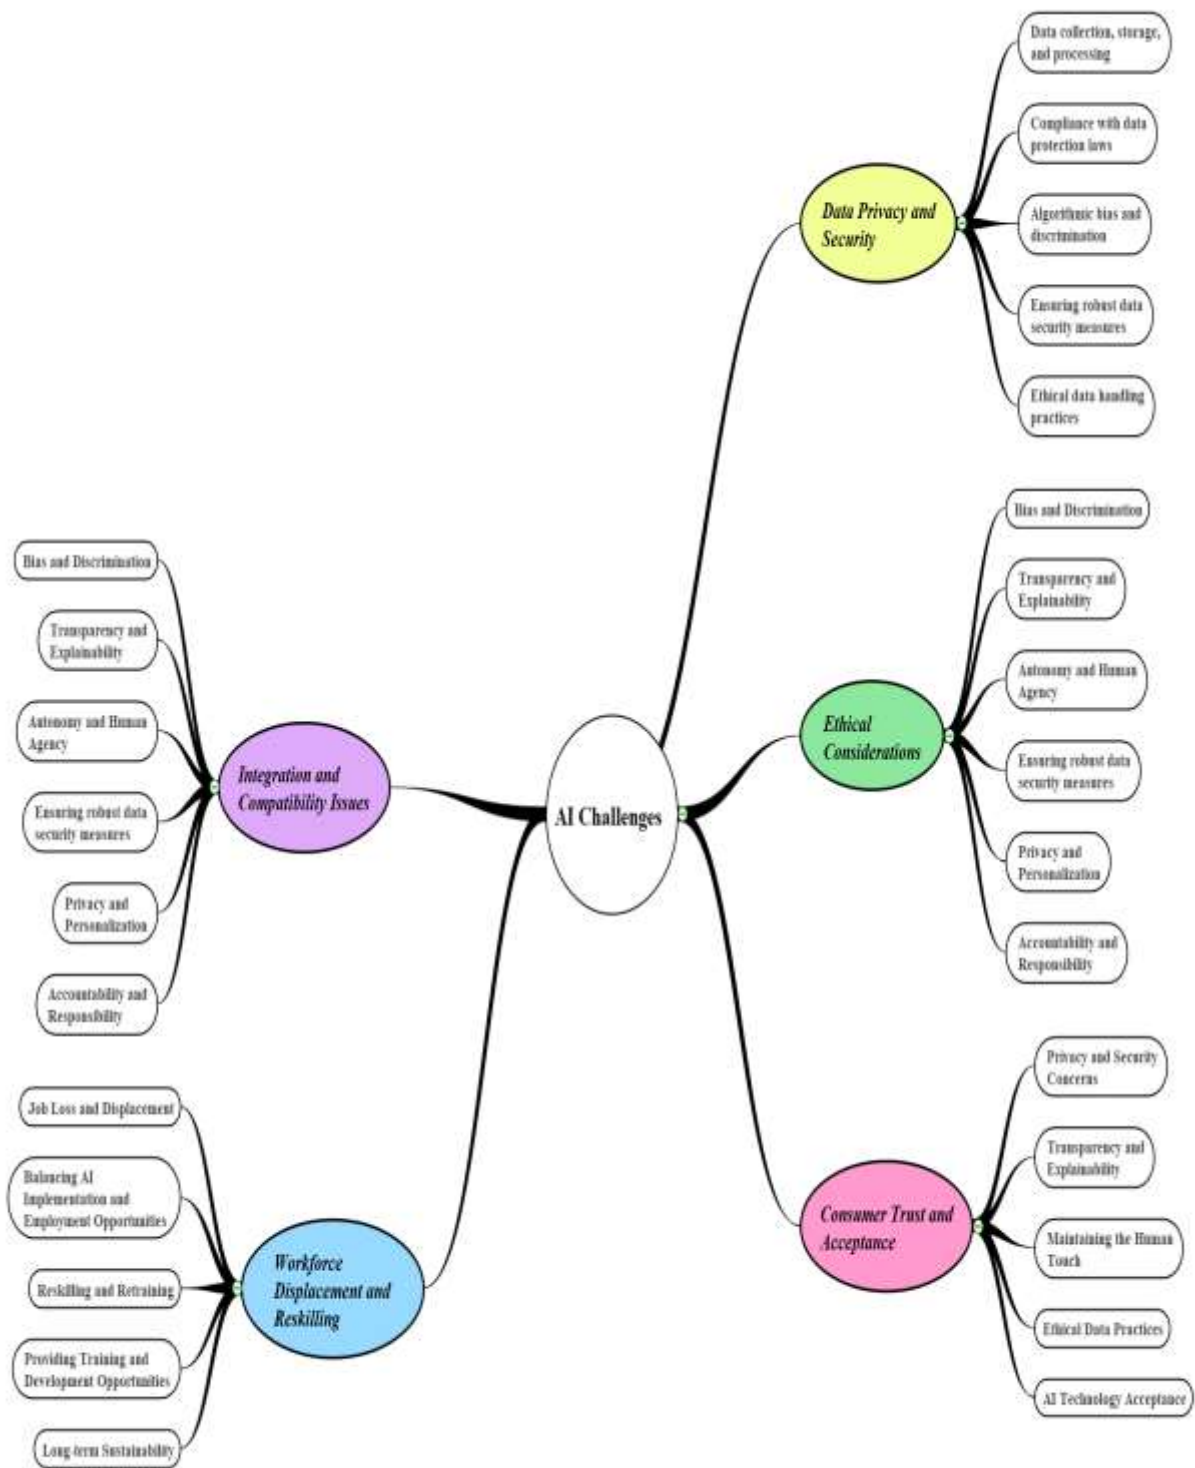 Data collection, storage,
and processing
Compliance with data
protection laws
Data Privacy and
Security
Algorithmic bias and
discrimination
Ensuring robust data
security measures
Ethical data handling
practices
Bias and Discrimination
Transparency and
Explainability
Autonomy and Human
Agency
Ethical
Considerations
Ensuring robust data
security measures
Privacy and
Personalization
Accountability and
Responsibility
Privacy and Security
Concerns
Transparency and
Explainability
Consumer Trust and
Acceptance
Maintaining the Human
Touch
Ethical Data Practices
AI Technology Acceptance
AI Challenges
Bias and Discrimination
Transparency and
Explainability
Autonomy and Human
Agency
Integration and
Compatibility Issues
Ensuring robust data
security measures
Privacy and
Personalization
Accountability and
Responsibility
Job Loss and Displacement
Balancing AI
Implementation and
Employment Opportunities
Workforce
Displacement and
Reskilling
Reskilling and Retraining
Providing Training and
Development Opportunities
Long-term Sustainability